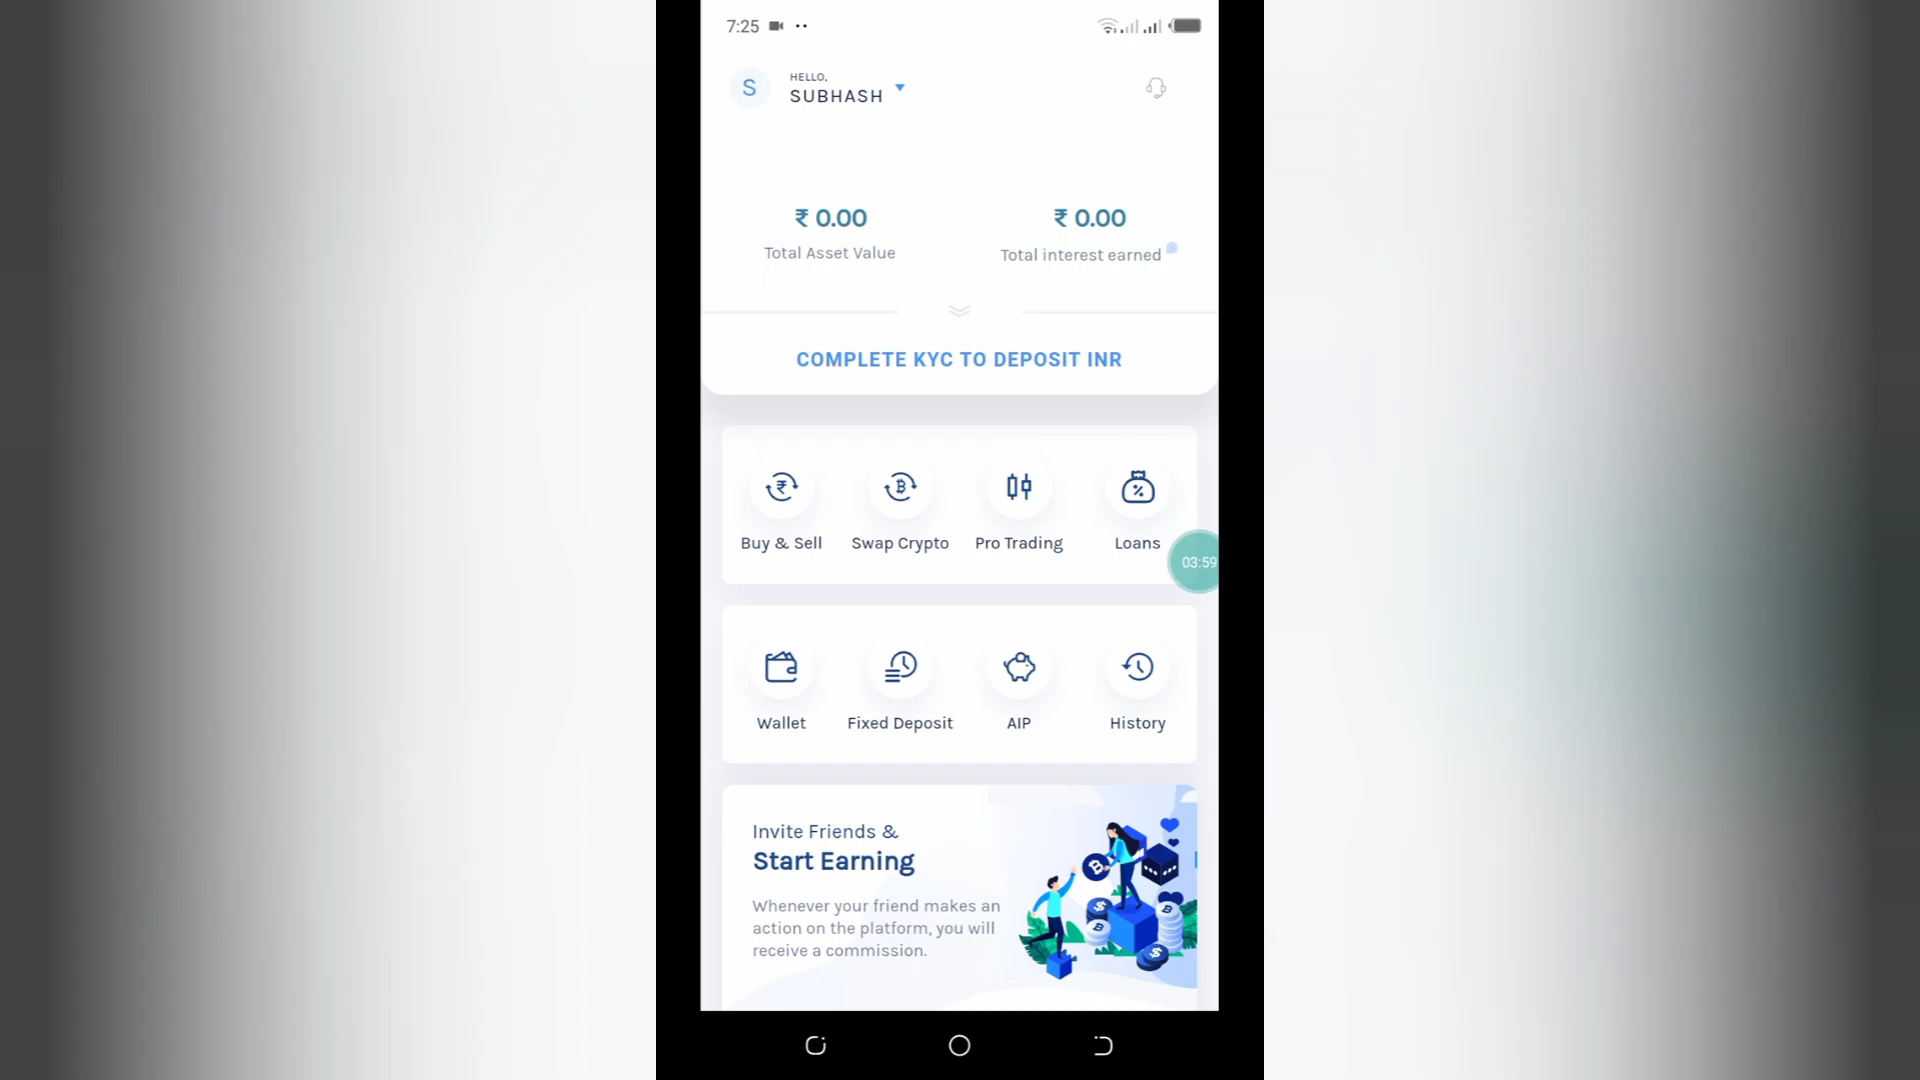 7:25
S
HELLO,
SUBHASH
₹ 0.00
₹ 0.00
Total Asset Value
Total interest earned
COMPLETE KYC TO DEPOSIT INR
Buy & Sell
Swap Crypto
Pro Trading
Loans
03:59
Wallet
Fixed Deposit
AIP
History
Invite Friends &
Start Earning
Whenever your friend makes an
action on the platform, you will
receive a commission.